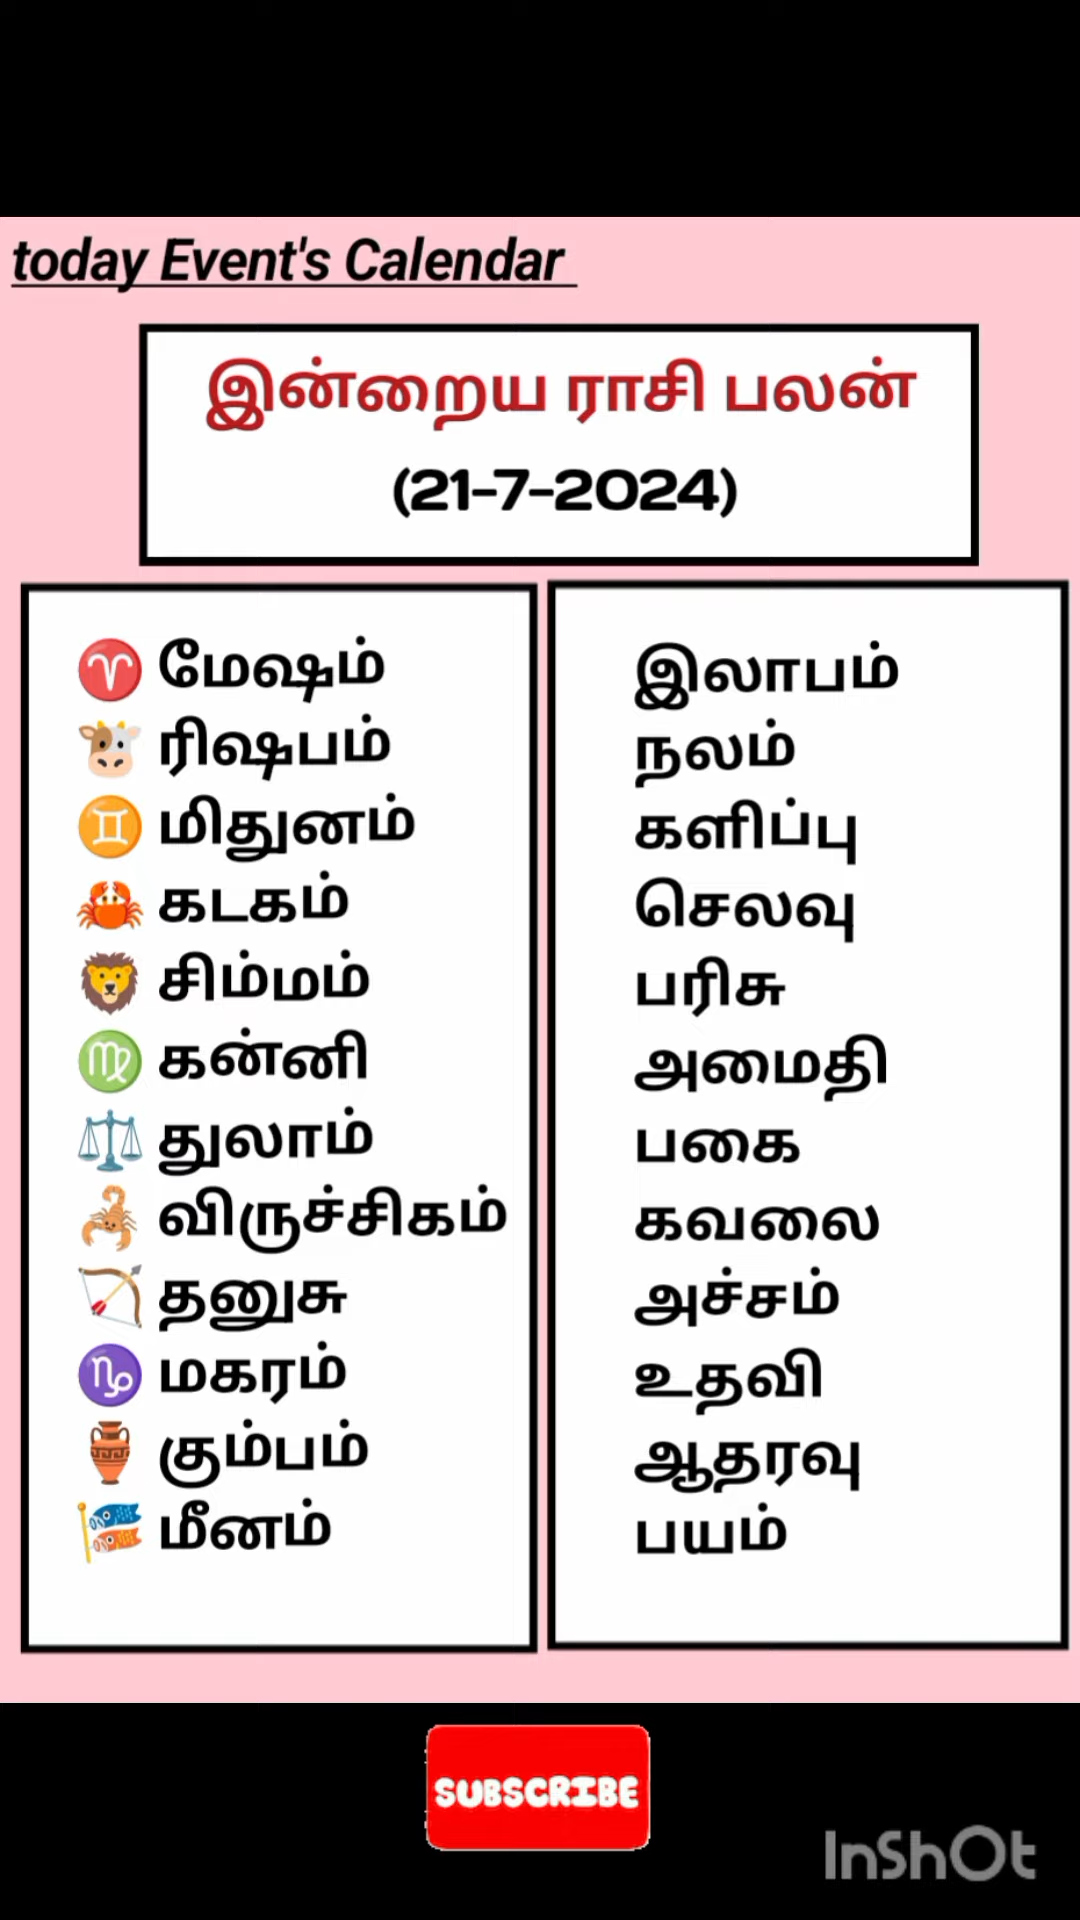 today Event's Calendar
இன்றைய ராசி பலன்
(21-7-2024)
♈ மேஷம் இலாபம்
🐮 ரிஷபம் நலம்
♊ மிதுனம் களிப்பு
🦀 கடகம் செலவு
🦁 சிம்மம் பரிசு
♍ கன்னி அமைதி
⚖️ துலாம் பகை
🦂 விருச்சிகம் கவலை
🏹 தனுசு அச்சம்
♑ மகரம் உதவி
🏺 கும்பம் ஆதரவு
🎏 மீனம் பயம்
SUBSCRIBE
InShOt